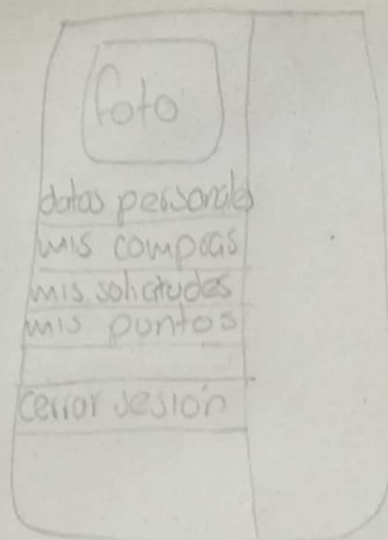 foto
datos personales
mis compras
mis solicitudes
mis puntos
cerrar sesión